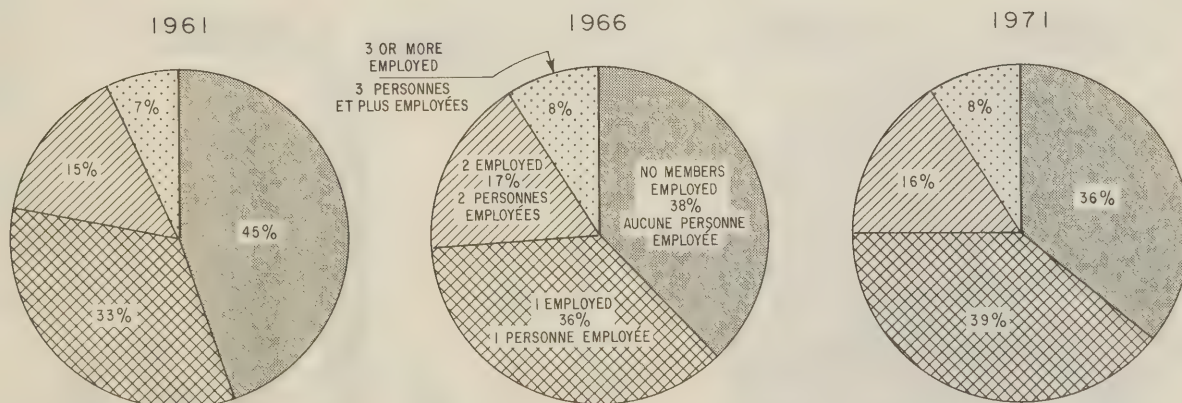 1961
7%
15%
45%
33%
1966
3 OR MORE
EMPLOYED
3 PERSONNES
ET PLUS EMPLOYÉES
8%
2 EMPLOYED
17%
2 PERSONNES
EMPLOYÉES
NO MEMBERS
EMPLOYED
38%
AUCUNE PERSONNE
EMPLOYÉE
1 EMPLOYED
36%
1 PERSONNE EMPLOYÉE
1971
8%
16%
36%
39%